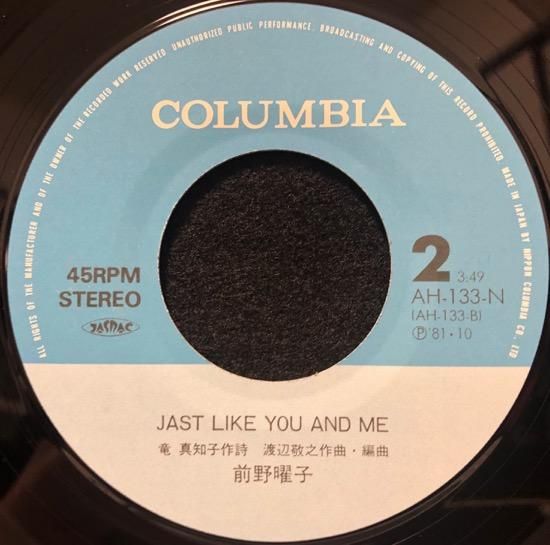 ALL RIGHTS OF THE MANUFACTURER AND OF THE OWNER OF THE RECORDED WORK RESERVED UNAUTHORIZED PUBLIC PERFORMANCE, BROADCASTING AND COPYING OF THIS RECORD PROHIBITED. MADE IN JAPAN BY NIPPON COLUMBIA CO., LTD
COLUMBIA
45RPM
STEREO
JASRAC
2 3:49
AH-133-N
(AH-133-B)
Ⓟ'81・10
JAST LIKE YOU AND ME
竜 真知子作詩 渡辺敬之作曲・編曲
前野曜子